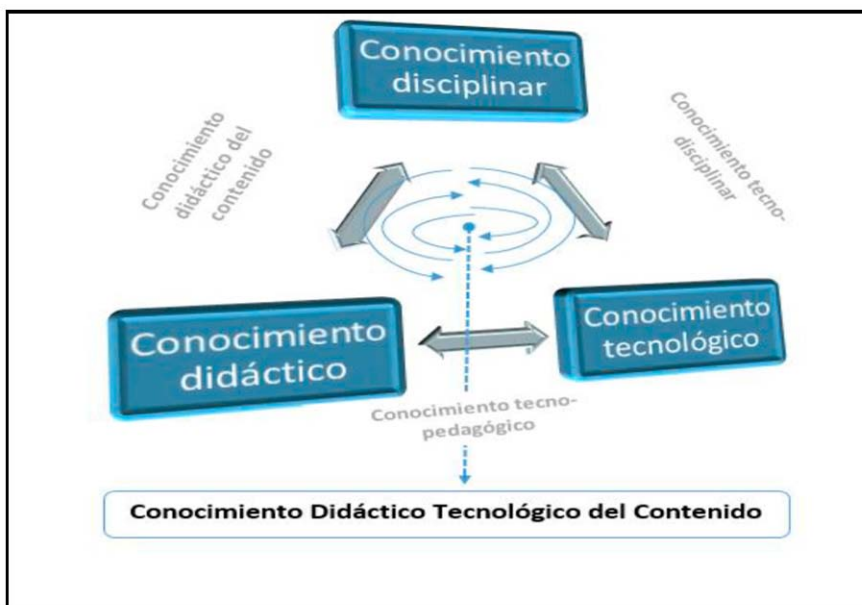 Conocimiento
disciplinar
Conocimiento
didáctico del
contenido
Conocimiento tecno-
disciplinar
Conocimiento
didáctico
Conocimiento
tecnológico
Conocimiento tecno-
pedagógico
Conocimiento Didáctico Tecnológico del Contenido